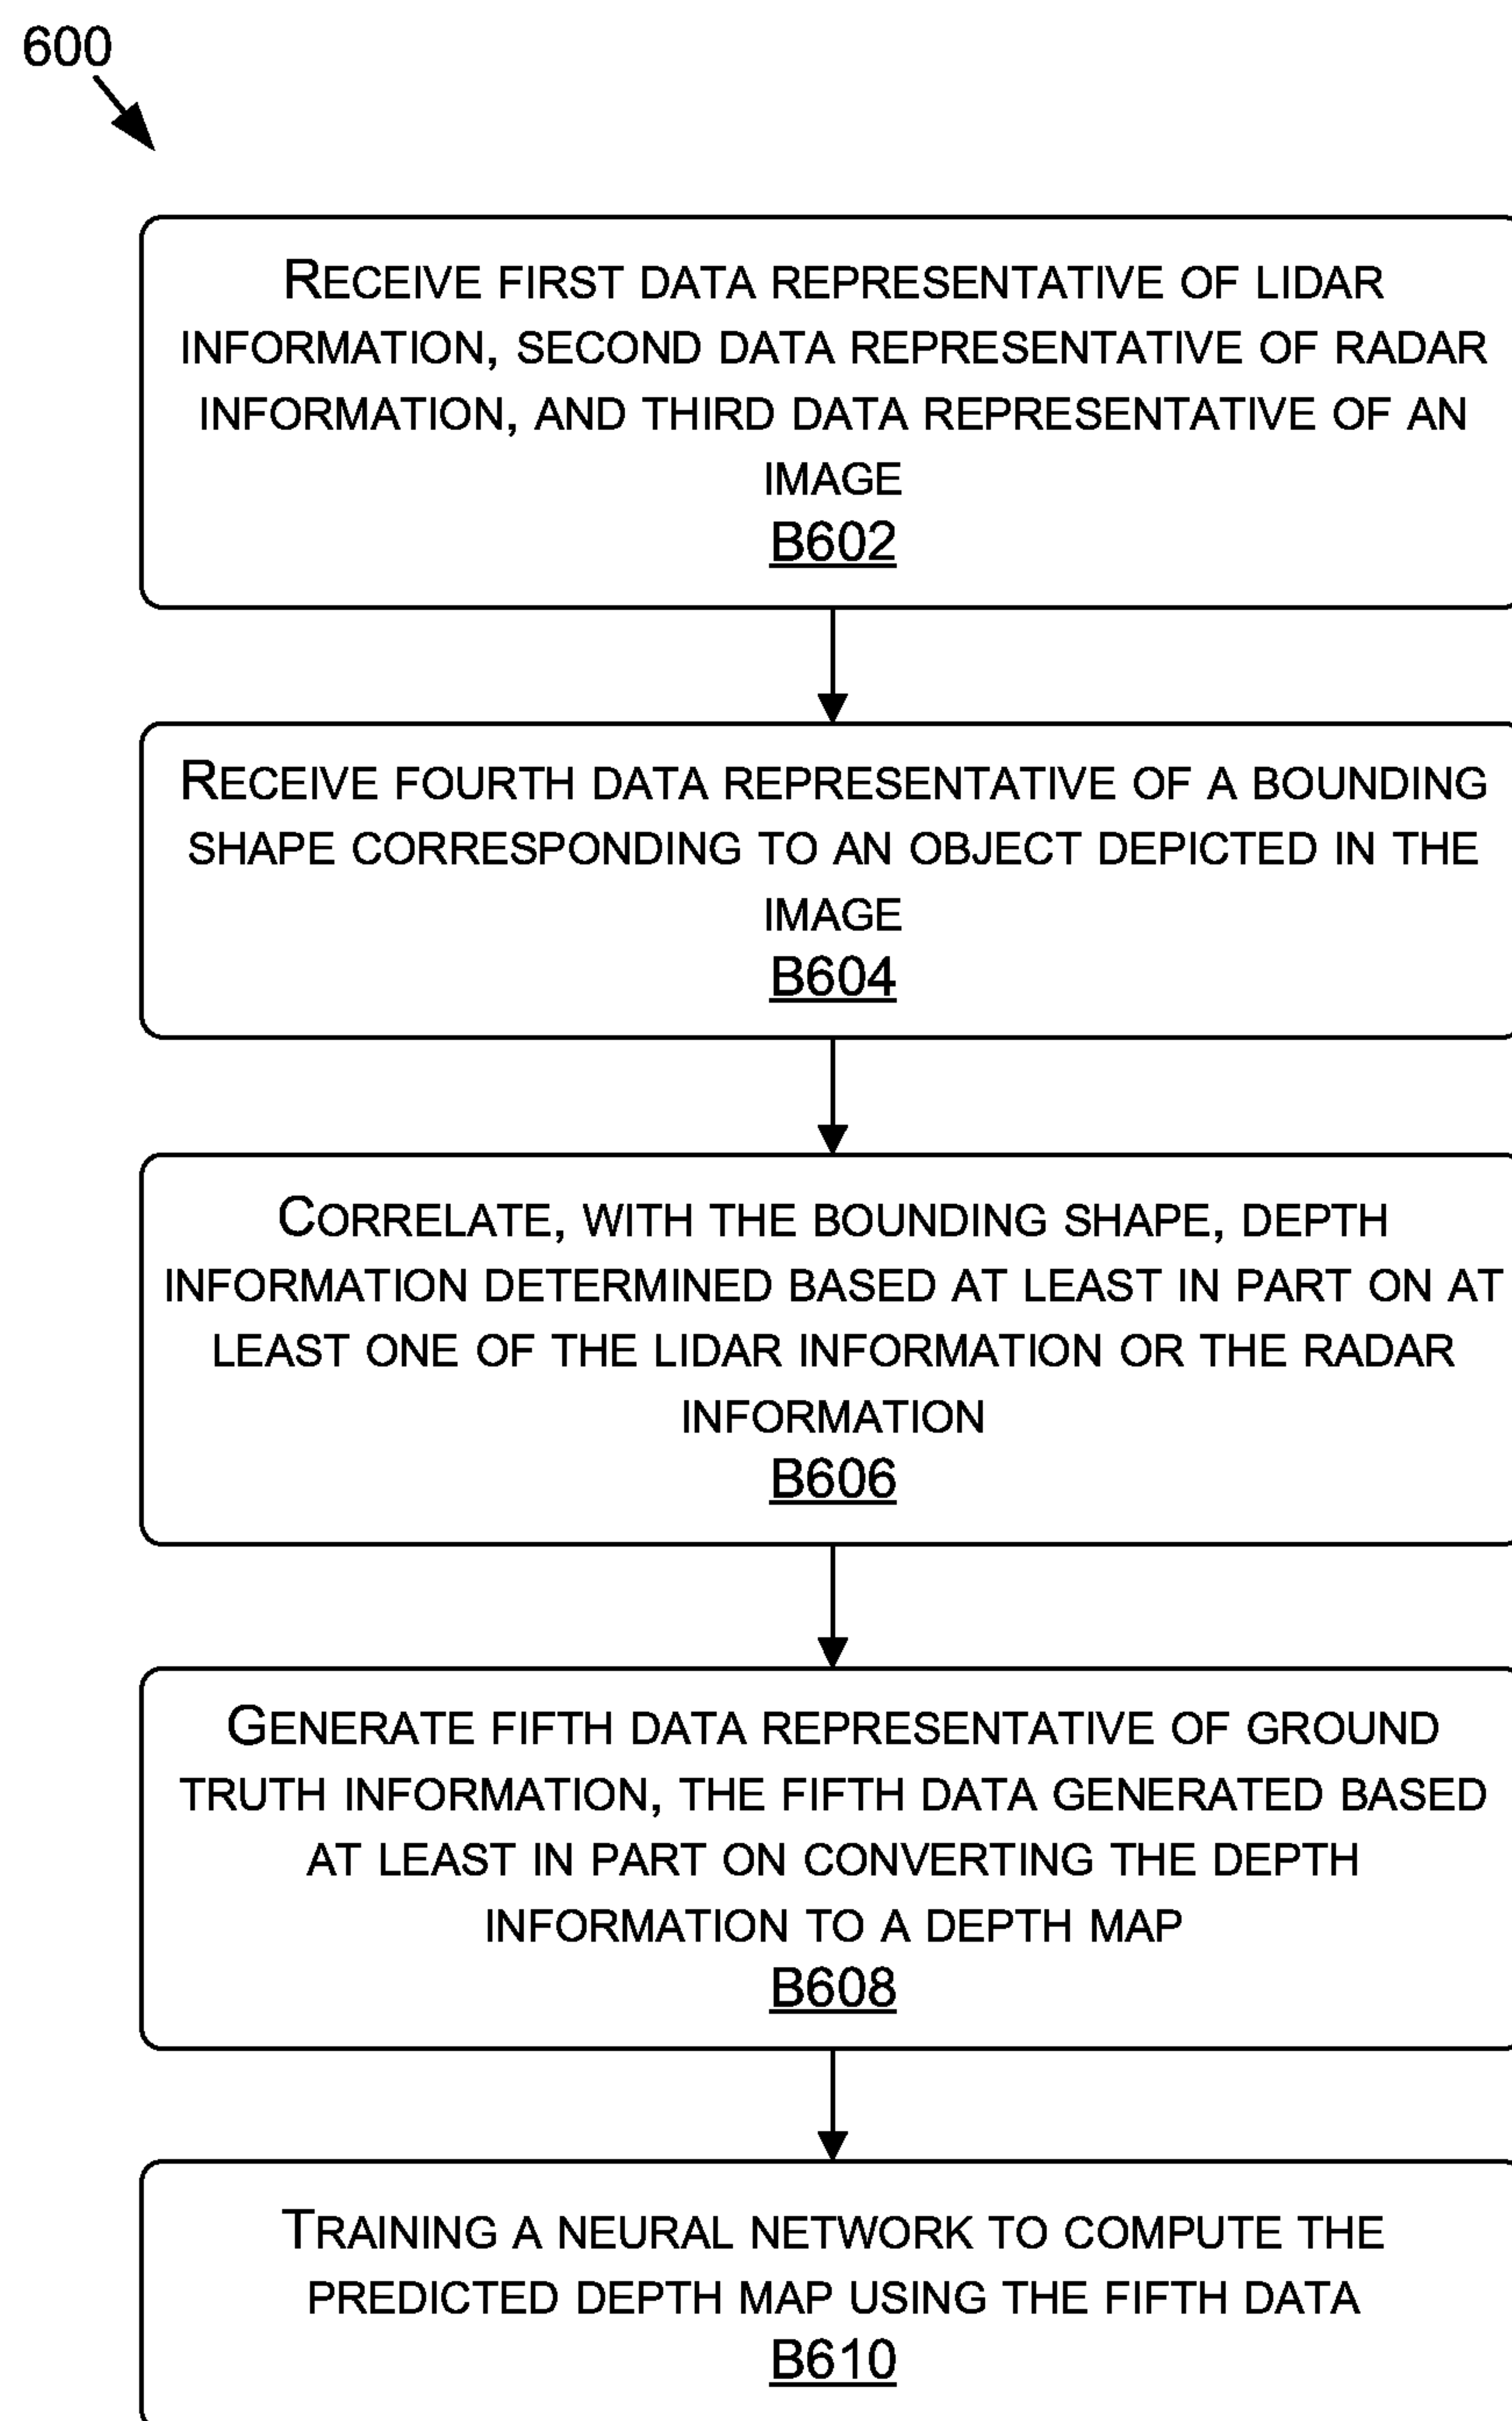 600
RECEIVE FIRST DATA REPRESENTATIVE OF LIDAR
INFORMATION, SECOND DATA REPRESENTATIVE OF RADAR
INFORMATION, AND THIRD DATA REPRESENTATIVE OF AN
IMAGE
B602
RECEIVE FOURTH DATA REPRESENTATIVE OF A BOUNDING
SHAPE CORRESPONDING TO AN OBJECT DEPICTED IN THE
IMAGE
B604
CORRELATE, WITH THE BOUNDING SHAPE, DEPTH
INFORMATION DETERMINED BASED AT LEAST IN PART ON AT
LEAST ONE OF THE LIDAR INFORMATION OR THE RADAR
INFORMATION
B606
GENERATE FIFTH DATA REPRESENTATIVE OF GROUND
TRUTH INFORMATION, THE FIFTH DATA GENERATED BASED
AT LEAST IN PART ON CONVERTING THE DEPTH
INFORMATION TO A DEPTH MAP
B608
TRAINING A NEURAL NETWORK TO COMPUTE THE
PREDICTED DEPTH MAP USING THE FIFTH DATA
B610